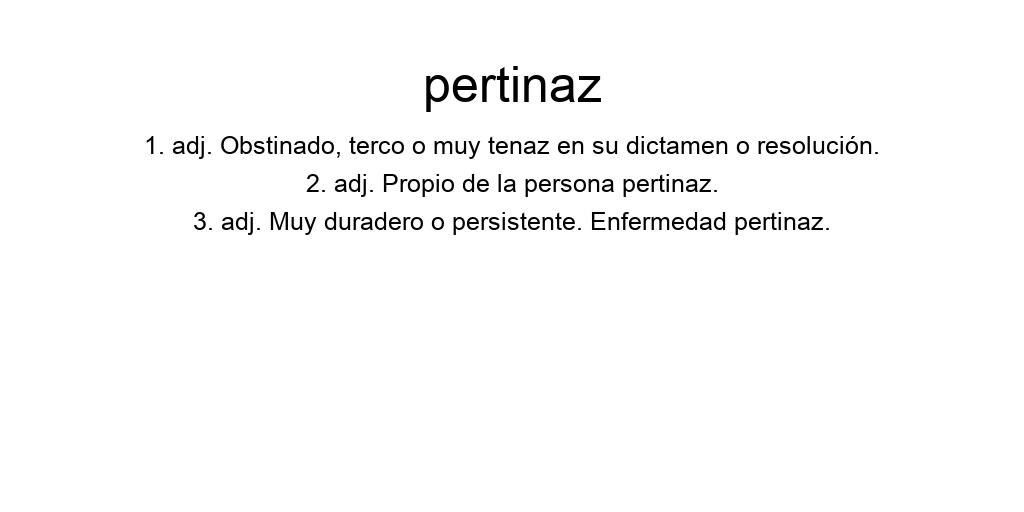 pertinaz
1. adj. Obstinado, terco o muy tenaz en su dictamen o resolución.
2. adj. Propio de la persona pertinaz.
3. adj. Muy duradero o persistente. Enfermedad pertinaz.